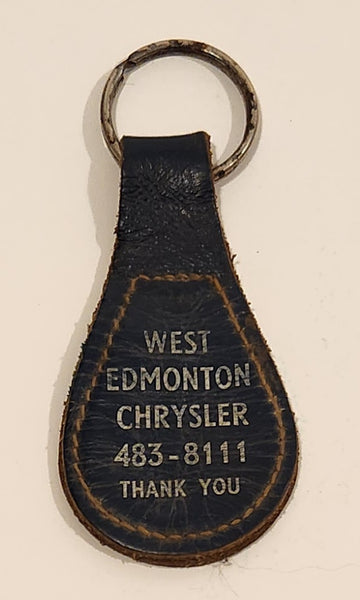 WEST
EDMONTON
CHRYSLER
483-8111
THANK YOU